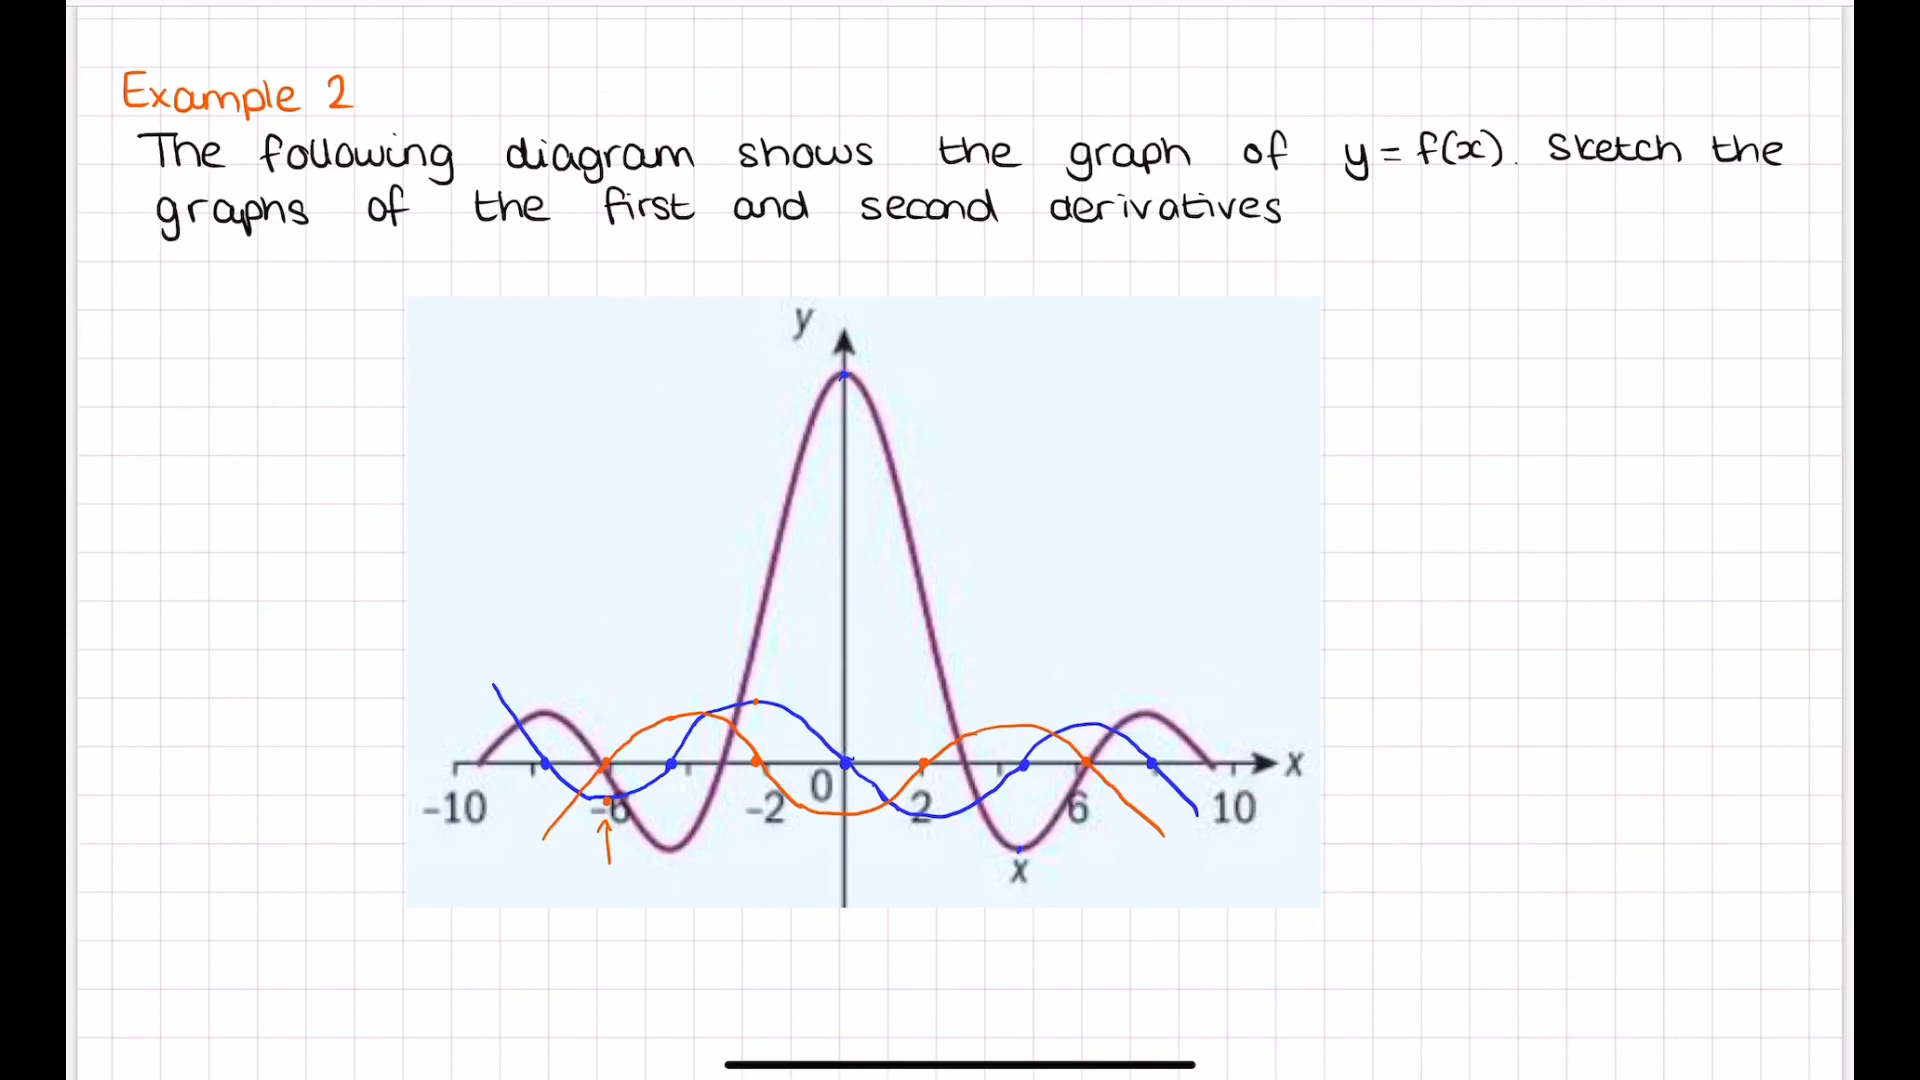 Example 2
The following diagram shows the graph of y = f(x). Sketch the
graphs of the first and second derivatives
y
x
-10 -6 -2 0 2 6 10
x